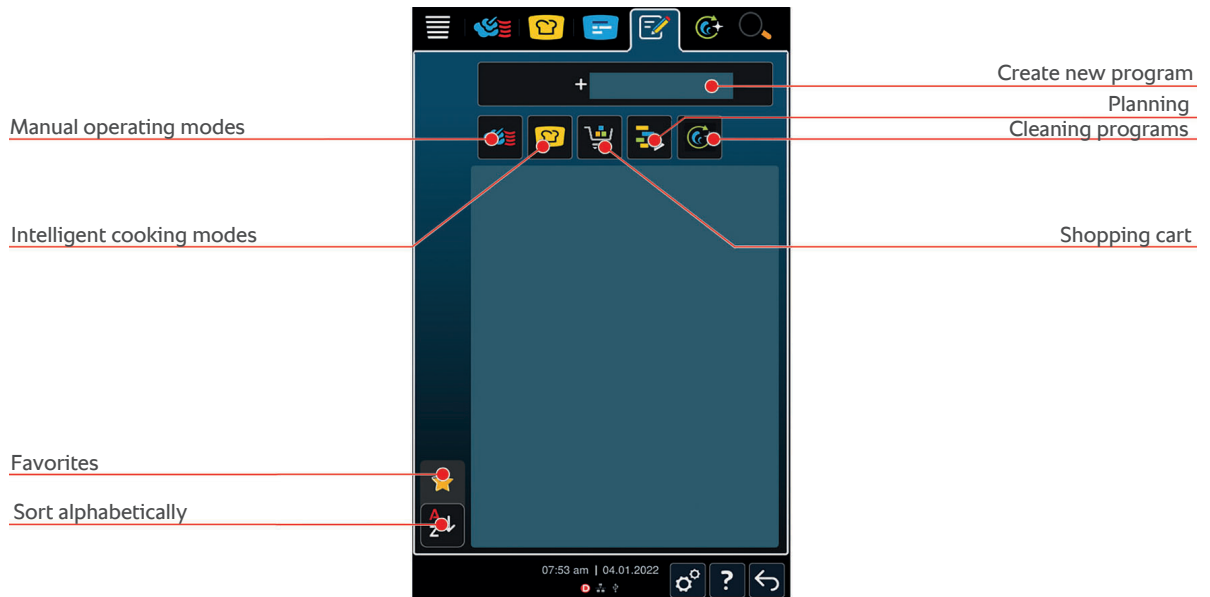 Create new program
Planning
Manual operating modes
Cleaning programs
Intelligent cooking modes
Shopping cart
Favorites
Sort alphabetically
+
A
Z
07:53 am | 04.01.2022
D
?